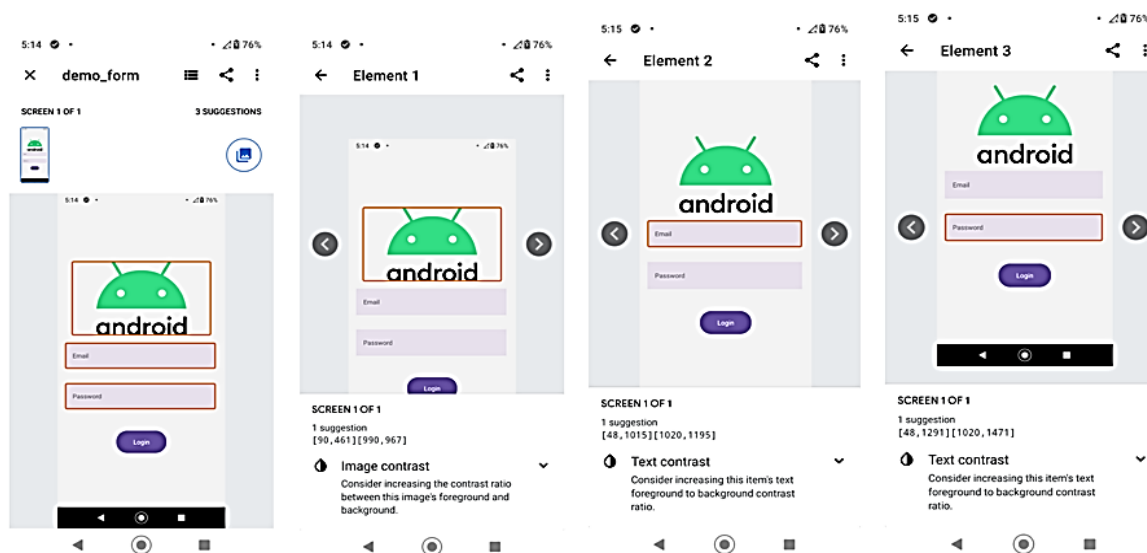 5:14
76%
demo_form
SCREEN 1 OF 1
3 SUGGESTIONS
5:14
76%
android
Email
Password
Login
5:14
76%
Element 1
5:14
76%
android
Email
Password
Login
SCREEN 1 OF 1
1 suggestion
[90,461][990,967]
Image contrast
Consider increasing the contrast ratio
between this image's foreground and
background.
5:15
76%
Element 2
android
Email
Password
Login
SCREEN 1 OF 1
1 suggestion
[48,1015][1020,1195]
Text contrast
Consider increasing this item's text
foreground to background contrast
ratio.
5:15
76%
Element 3
android
Email
Password
Login
SCREEN 1 OF 1
1 suggestion
[48,1291][1020,1471]
Text contrast
Consider increasing this item's text
foreground to background contrast
ratio.